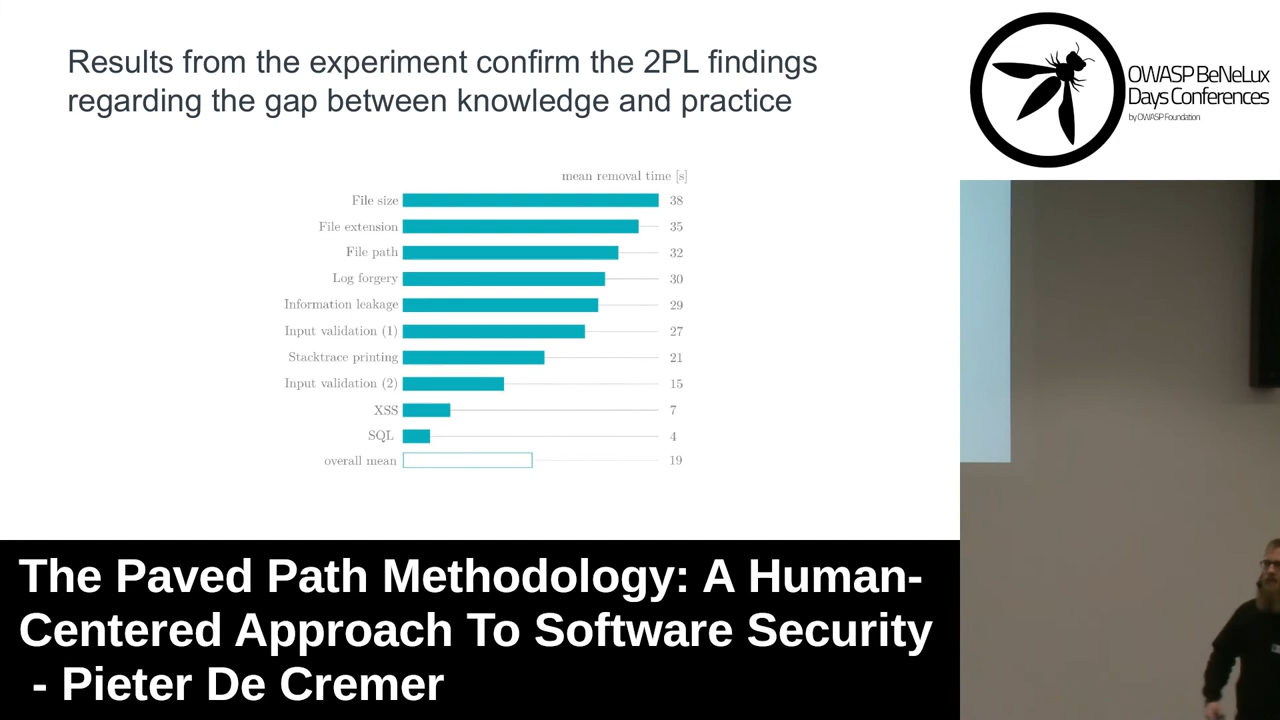 Results from the experiment confirm the 2PL findings
regarding the gap between knowledge and practice
mean removal time [s]
File size 38
File extension 35
File path 32
Log forgery 30
Information leakage 29
Input validation (1) 27
Stacktrace printing 21
Input validation (2) 15
XSS 7
SQL 4
overall mean 19
OWASP BeNeLux
Days Conferences
by OWASP Foundation
The Paved Path Methodology: A Human-
Centered Approach To Software Security
- Pieter De Cremer